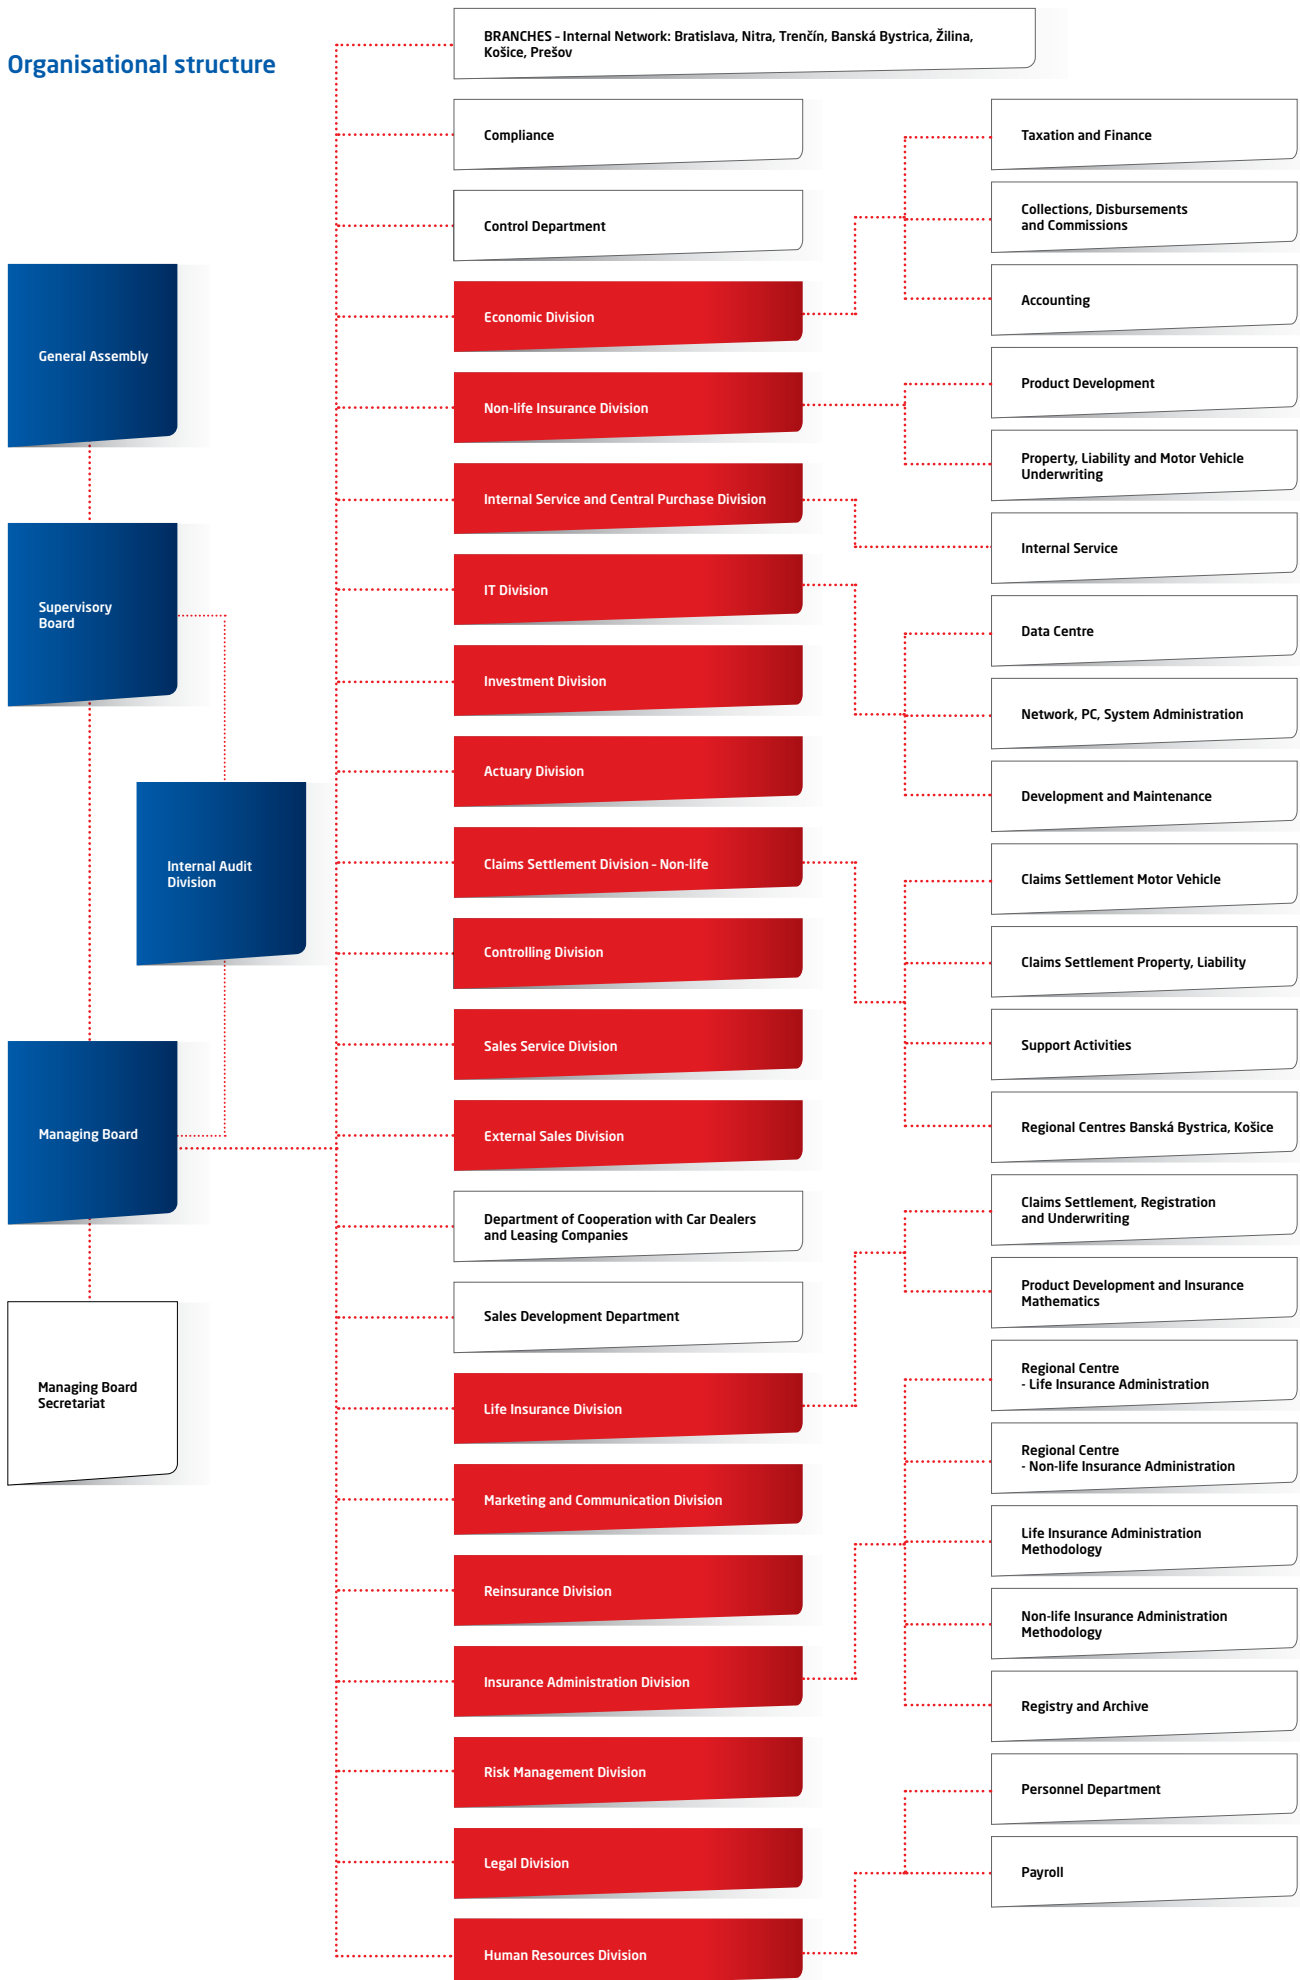 Organisational structure
General Assembly
Supervisory
Board
Internal Audit
Division
Managing Board
Managing Board
Secretariat
BRANCHES - Internal Network: Bratislava, Nitra, Trenčín, Banská Bystrica, Žilina,
Košice, Prešov
Compliance
Control Department
Economic Division
Non-life Insurance Division
Internal Service and Central Purchase Division
IT Division
Investment Division
Actuary Division
Claims Settlement Division - Non-life
Controlling Division
Sales Service Division
External Sales Division
Department of Cooperation with Car Dealers
and Leasing Companies
Sales Development Department
Life Insurance Division
Marketing and Communication Division
Reinsurance Division
Insurance Administration Division
Risk Management Division
Legal Division
Human Resources Division
Taxation and Finance
Collections, Disbursements
and Commissions
Accounting
Product Development
Property, Liability and Motor Vehicle
Underwriting
Internal Service
Data Centre
Network, PC, System Administration
Development and Maintenance
Claims Settlement Motor Vehicle
Claims Settlement Property, Liability
Support Activities
Regional Centres Banská Bystrica, Košice
Claims Settlement, Registration
and Underwriting
Product Development and Insurance
Mathematics
Regional Centre
- Life Insurance Administration
Regional Centre
- Non-life Insurance Administration
Life Insurance Administration
Methodology
Non-life Insurance Administration
Methodology
Registry and Archive
Personnel Department
Payroll